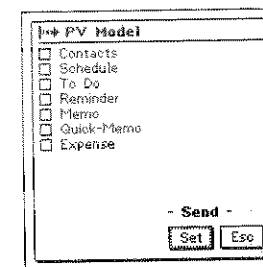 PV Model
Contacts
Schedule
To Do
Reminder
Memo
Quick-Memo
Expense
- Send -
Set Esc